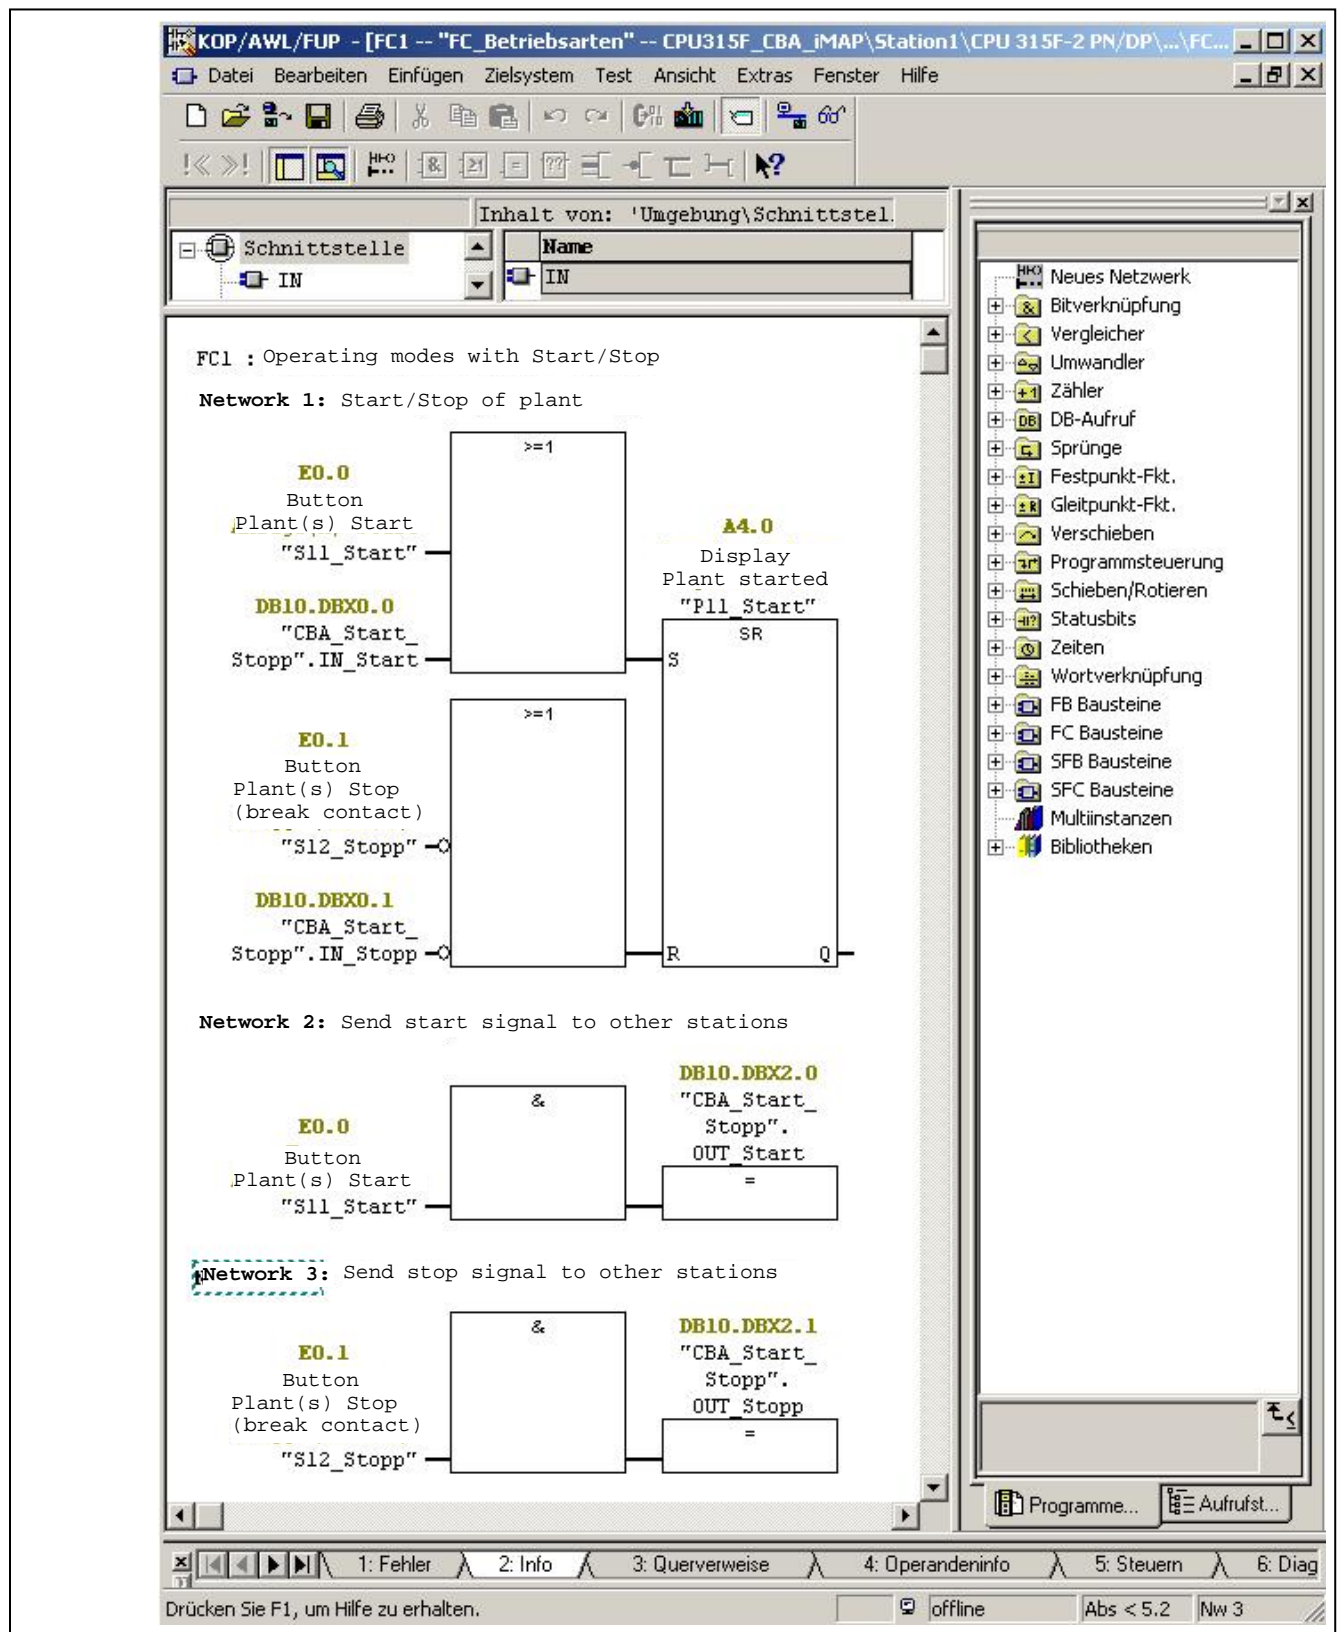 KOP/AWL/FUP - [FC1 -- "FC_Betriebsarten" -- CPU315F_CBA_iMAP\Station1\CPU 315F-2 PN/DP\...\FC...
Datei Bearbeiten Einfügen Zielsystem Test Ansicht Extras Fenster Hilfe
Inhalt von: 'Umgebung\Schnittstel.
Schnittstelle
IN
Name
IN
FC1 : Operating modes with Start/Stop
Network 1: Start/Stop of plant
>=1
E0.0
Button
Plant(s) Start
"S11_Start"
DB10.DBX0.0
"CBA_Start_
Stopp".IN_Start
A4.0
Display
Plant started
"P11_Start"
SR
S
>=1
E0.1
Button
Plant(s) Stop
(break contact)
"S12_Stopp"
DB10.DBX0.1
"CBA_Start_
Stopp".IN_Stopp
R Q
Network 2: Send start signal to other stations
&
E0.0
Button
Plant(s) Start
"S11_Start"
DB10.DBX2.0
"CBA_Start_
Stopp".
OUT_Start
=
Network 3: Send stop signal to other stations
&
E0.1
Button
Plant(s) Stop
(break contact)
"S12_Stopp"
DB10.DBX2.1
"CBA_Start_
Stopp".
OUT_Stopp
=
Neues Netzwerk
Bitverknüpfung
Vergleicher
Umwandler
Zähler
DB-Aufruf
Sprünge
Festpunkt-Fkt.
Gleitpunkt-Fkt.
Verschieben
Programmsteuerung
Schieben/Rotieren
Statusbits
Zeiten
Wortverknüpfung
FB Bausteine
FC Bausteine
SFB Bausteine
SFC Bausteine
Multiinstanzen
Bibliotheken
Programme... Aufrufst...
1: Fehler 2: Info 3: Querverweise 4: Operandeninfo 5: Steuern 6: Diag
Drücken Sie F1, um Hilfe zu erhalten. offline Abs < 5.2 Nw 3